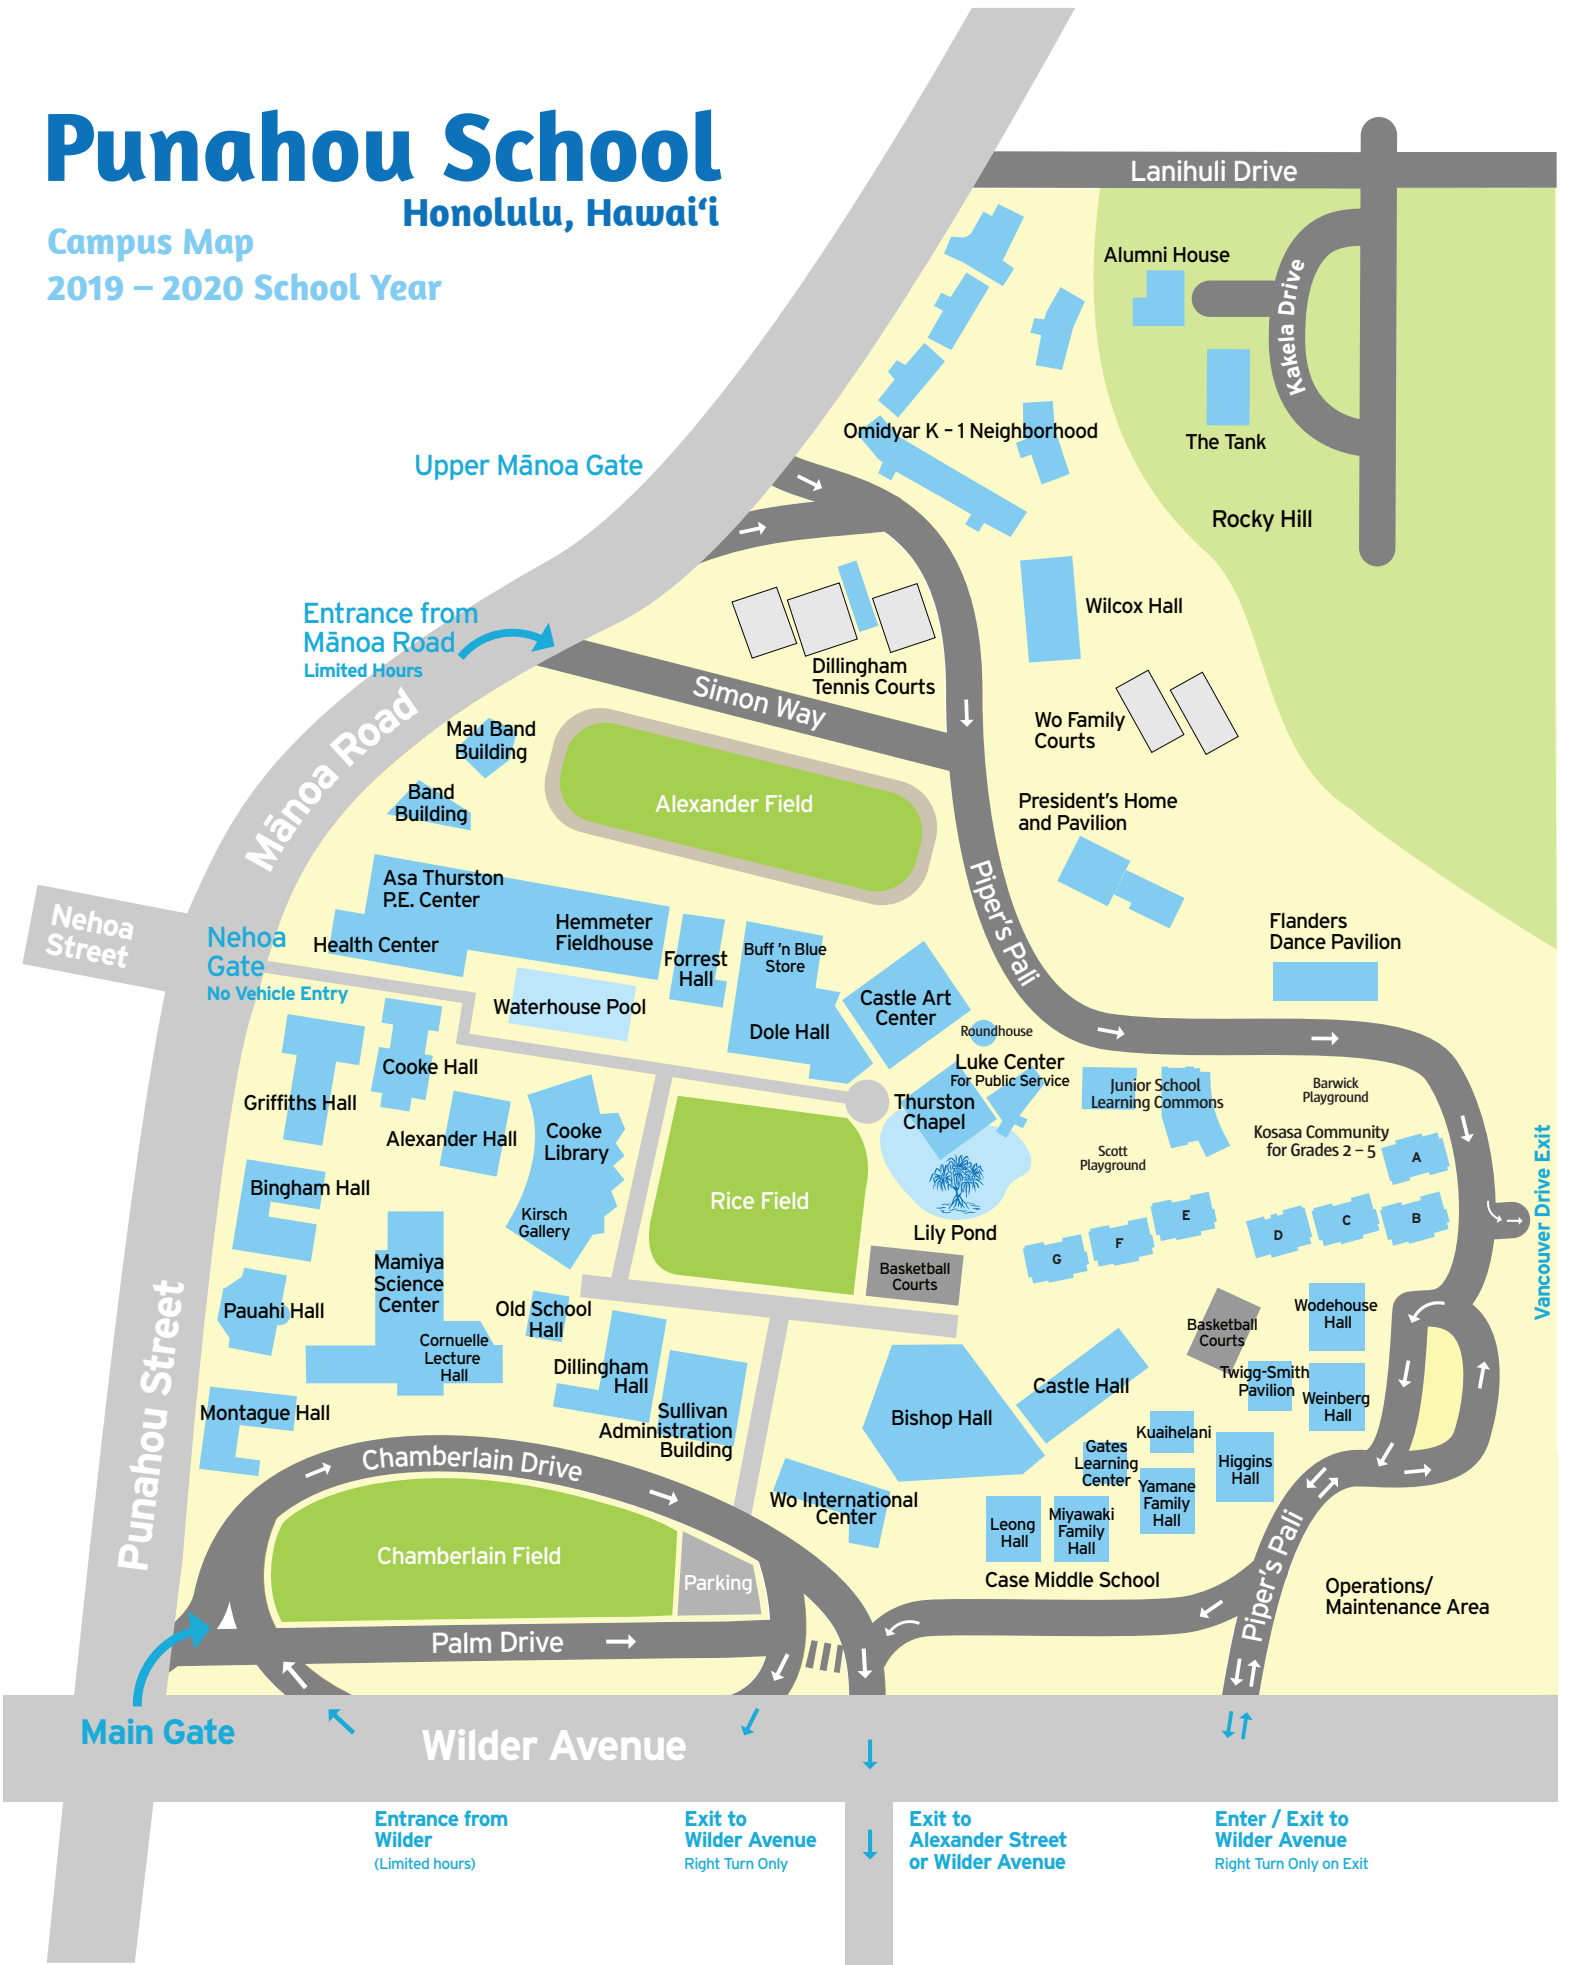 Punahou School
Honolulu, Hawai‘i
Campus Map
2019 – 2020 School Year
Lanihuli Drive
Alumni House
Kakela Drive
The Tank
Rocky Hill
Omidyar K – 1 Neighborhood
Upper Mānoa Gate
Entrance from
Mānoa Road
Limited Hours
Wilcox Hall
Dillingham
Tennis Courts
Simon Way
Wo Family
Courts
Mānoa Road
Mau Band
Building
Band
Building
Alexander Field
President’s Home
and Pavilion
Piper’s Pali
Asa Thurston
P.E. Center
Health Center
Hemmeter
Fieldhouse
Forrest
Hall
Buff ’n Blue
Store
Dole Hall
Castle Art
Center
Flanders
Dance Pavilion
Nehoa
Street
Nehoa
Gate
No Vehicle Entry
Waterhouse Pool
Roundhouse
Luke Center
For Public Service
Thurston
Chapel
Junior School
Learning Commons
Barwick
Playground
Kosasa Community
for Grades 2 – 5
Scott
Playground
Cooke Hall
Griffiths Hall
Alexander Hall
Cooke
Library
Kirsch
Gallery
Bingham Hall
Rice Field
Lily Pond
Basketball
Courts
A
B
C
D
E
F
G
Vancouver Drive Exit
Mamiya
Science
Center
Pauahi Hall
Old School
Hall
Cornuelle
Lecture
Hall
Dillingham
Hall
Sullivan
Administration
Building
Montague Hall
Punahou Street
Basketball
Courts
Wodehouse
Hall
Twigg-Smith
Pavilion
Weinberg
Hall
Castle Hall
Bishop Hall
Kuaihelani
Gates
Learning
Center
Higgins
Hall
Yamane
Family
Hall
Leong
Hall
Miyawaki
Family
Hall
Case Middle School
Wo International
Center
Chamberlain Drive
Chamberlain Field
Parking
Palm Drive
Piper’s Pali
Operations/
Maintenance Area
Main Gate
Wilder Avenue
Entrance from
Wilder
(Limited hours)
Exit to
Wilder Avenue
Right Turn Only
Exit to
Alexander Street
or Wilder Avenue
Enter / Exit to
Wilder Avenue
Right Turn Only on Exit